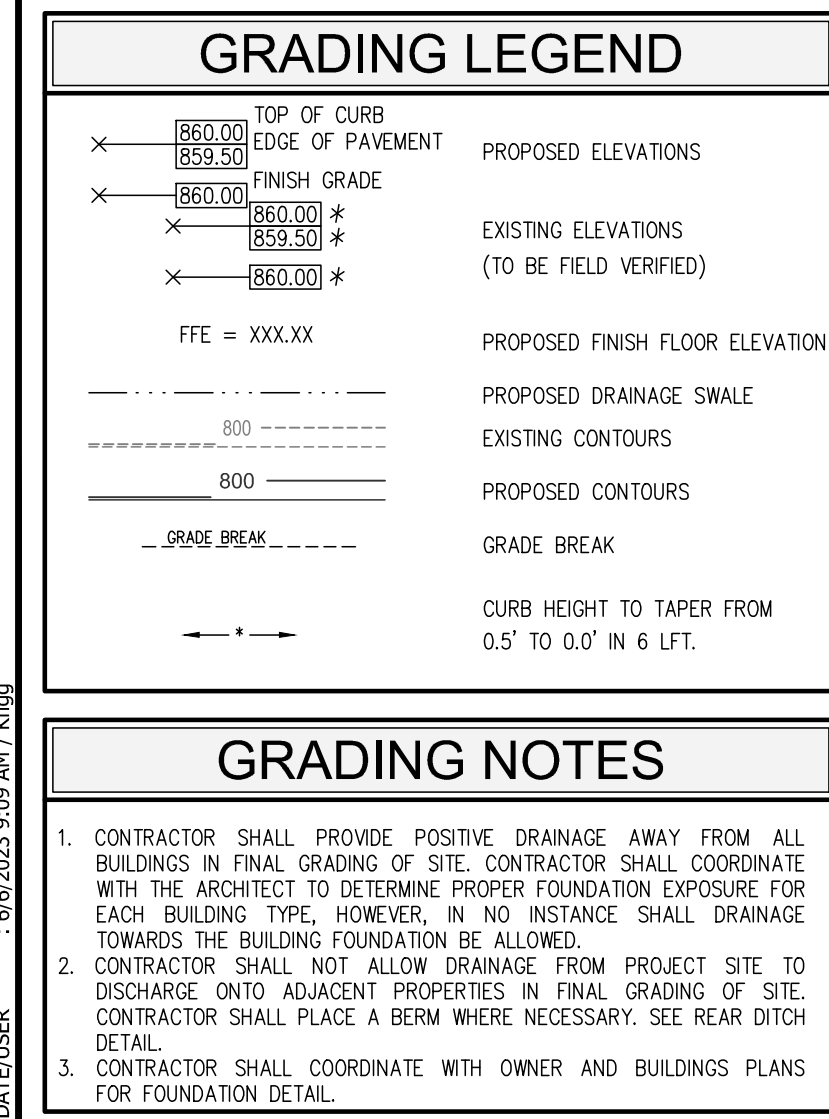 GRADING LEGEND
TOP OF CURB
860.00
EDGE OF PAVEMENT
859.50
PROPOSED ELEVATIONS
FINISH GRADE
860.00
860.00 *
859.50 *
EXISTING ELEVATIONS
(TO BE FIELD VERIFIED)
860.00 *
FFE = XXX.XX
PROPOSED FINISH FLOOR ELEVATION
PROPOSED DRAINAGE SWALE
800
EXISTING CONTOURS
800
PROPOSED CONTOURS
GRADE BREAK
GRADE BREAK
CURB HEIGHT TO TAPER FROM
0.5' TO 0.0' IN 6 LFT.
*
GRADING NOTES
1. CONTRACTOR SHALL PROVIDE POSITIVE DRAINAGE AWAY FROM ALL
BUILDINGS IN FINAL GRADING OF SITE. CONTRACTOR SHALL COORDINATE
WITH THE ARCHITECT TO DETERMINE PROPER FOUNDATION EXPOSURE FOR
EACH BUILDING TYPE, HOWEVER, IN NO INSTANCE SHALL DRAINAGE
TOWARDS THE BUILDING FOUNDATION BE ALLOWED.
2. CONTRACTOR SHALL NOT ALLOW DRAINAGE FROM PROJECT SITE TO
DISCHARGE ONTO ADJACENT PROPERTIES IN FINAL GRADING OF SITE.
CONTRACTOR SHALL PLACE A BERM WHERE NECESSARY. SEE REAR DITCH
DETAIL.
3. CONTRACTOR SHALL COORDINATE WITH OWNER AND BUILDINGS PLANS
FOR FOUNDATION DETAIL.
DATE/USER : 6/6/2023 9:09 AM /